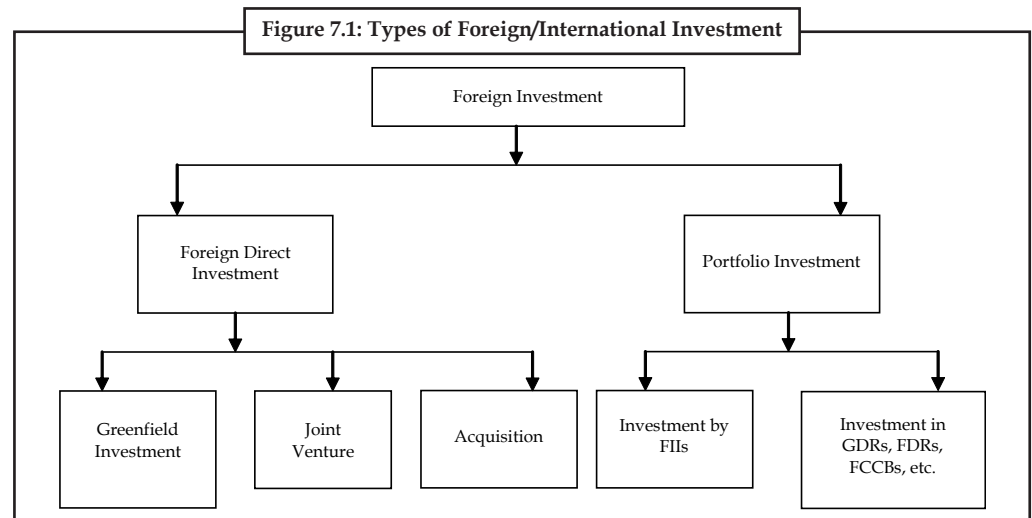 Figure 7.1: Types of Foreign/International Investment
Foreign Investment
Foreign Direct
Investment
Portfolio Investment
Greenfield
Investment
Joint
Venture
Acquisition
Investment by
FIIs
Investment in
GDRs, FDRs,
FCCBs, etc.